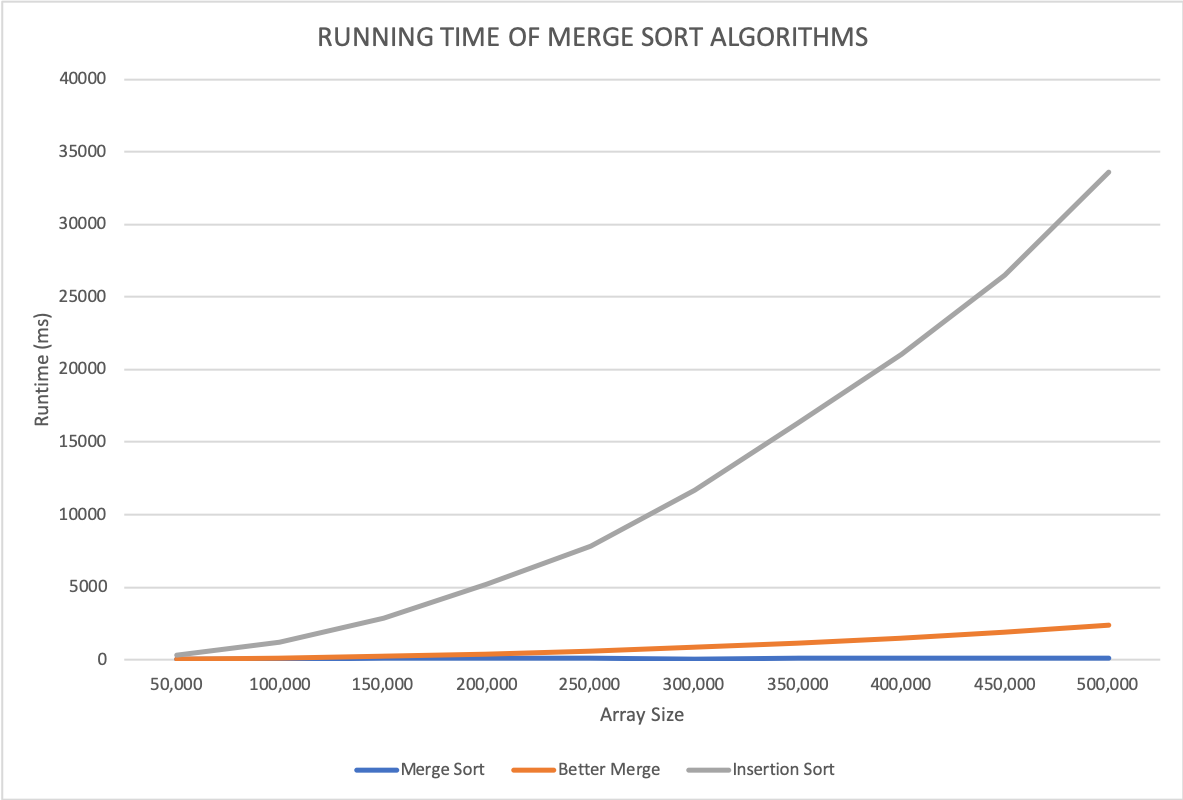 RUNNING TIME OF MERGE SORT ALGORITHMS
40000
35000
30000
25000
20000
15000
10000
5000
0
Runtime (ms)
50,000 100,000 150,000 200,000 250,000 300,000 350,000 400,000 450,000 500,000
Array Size
Merge Sort Better Merge Insertion Sort